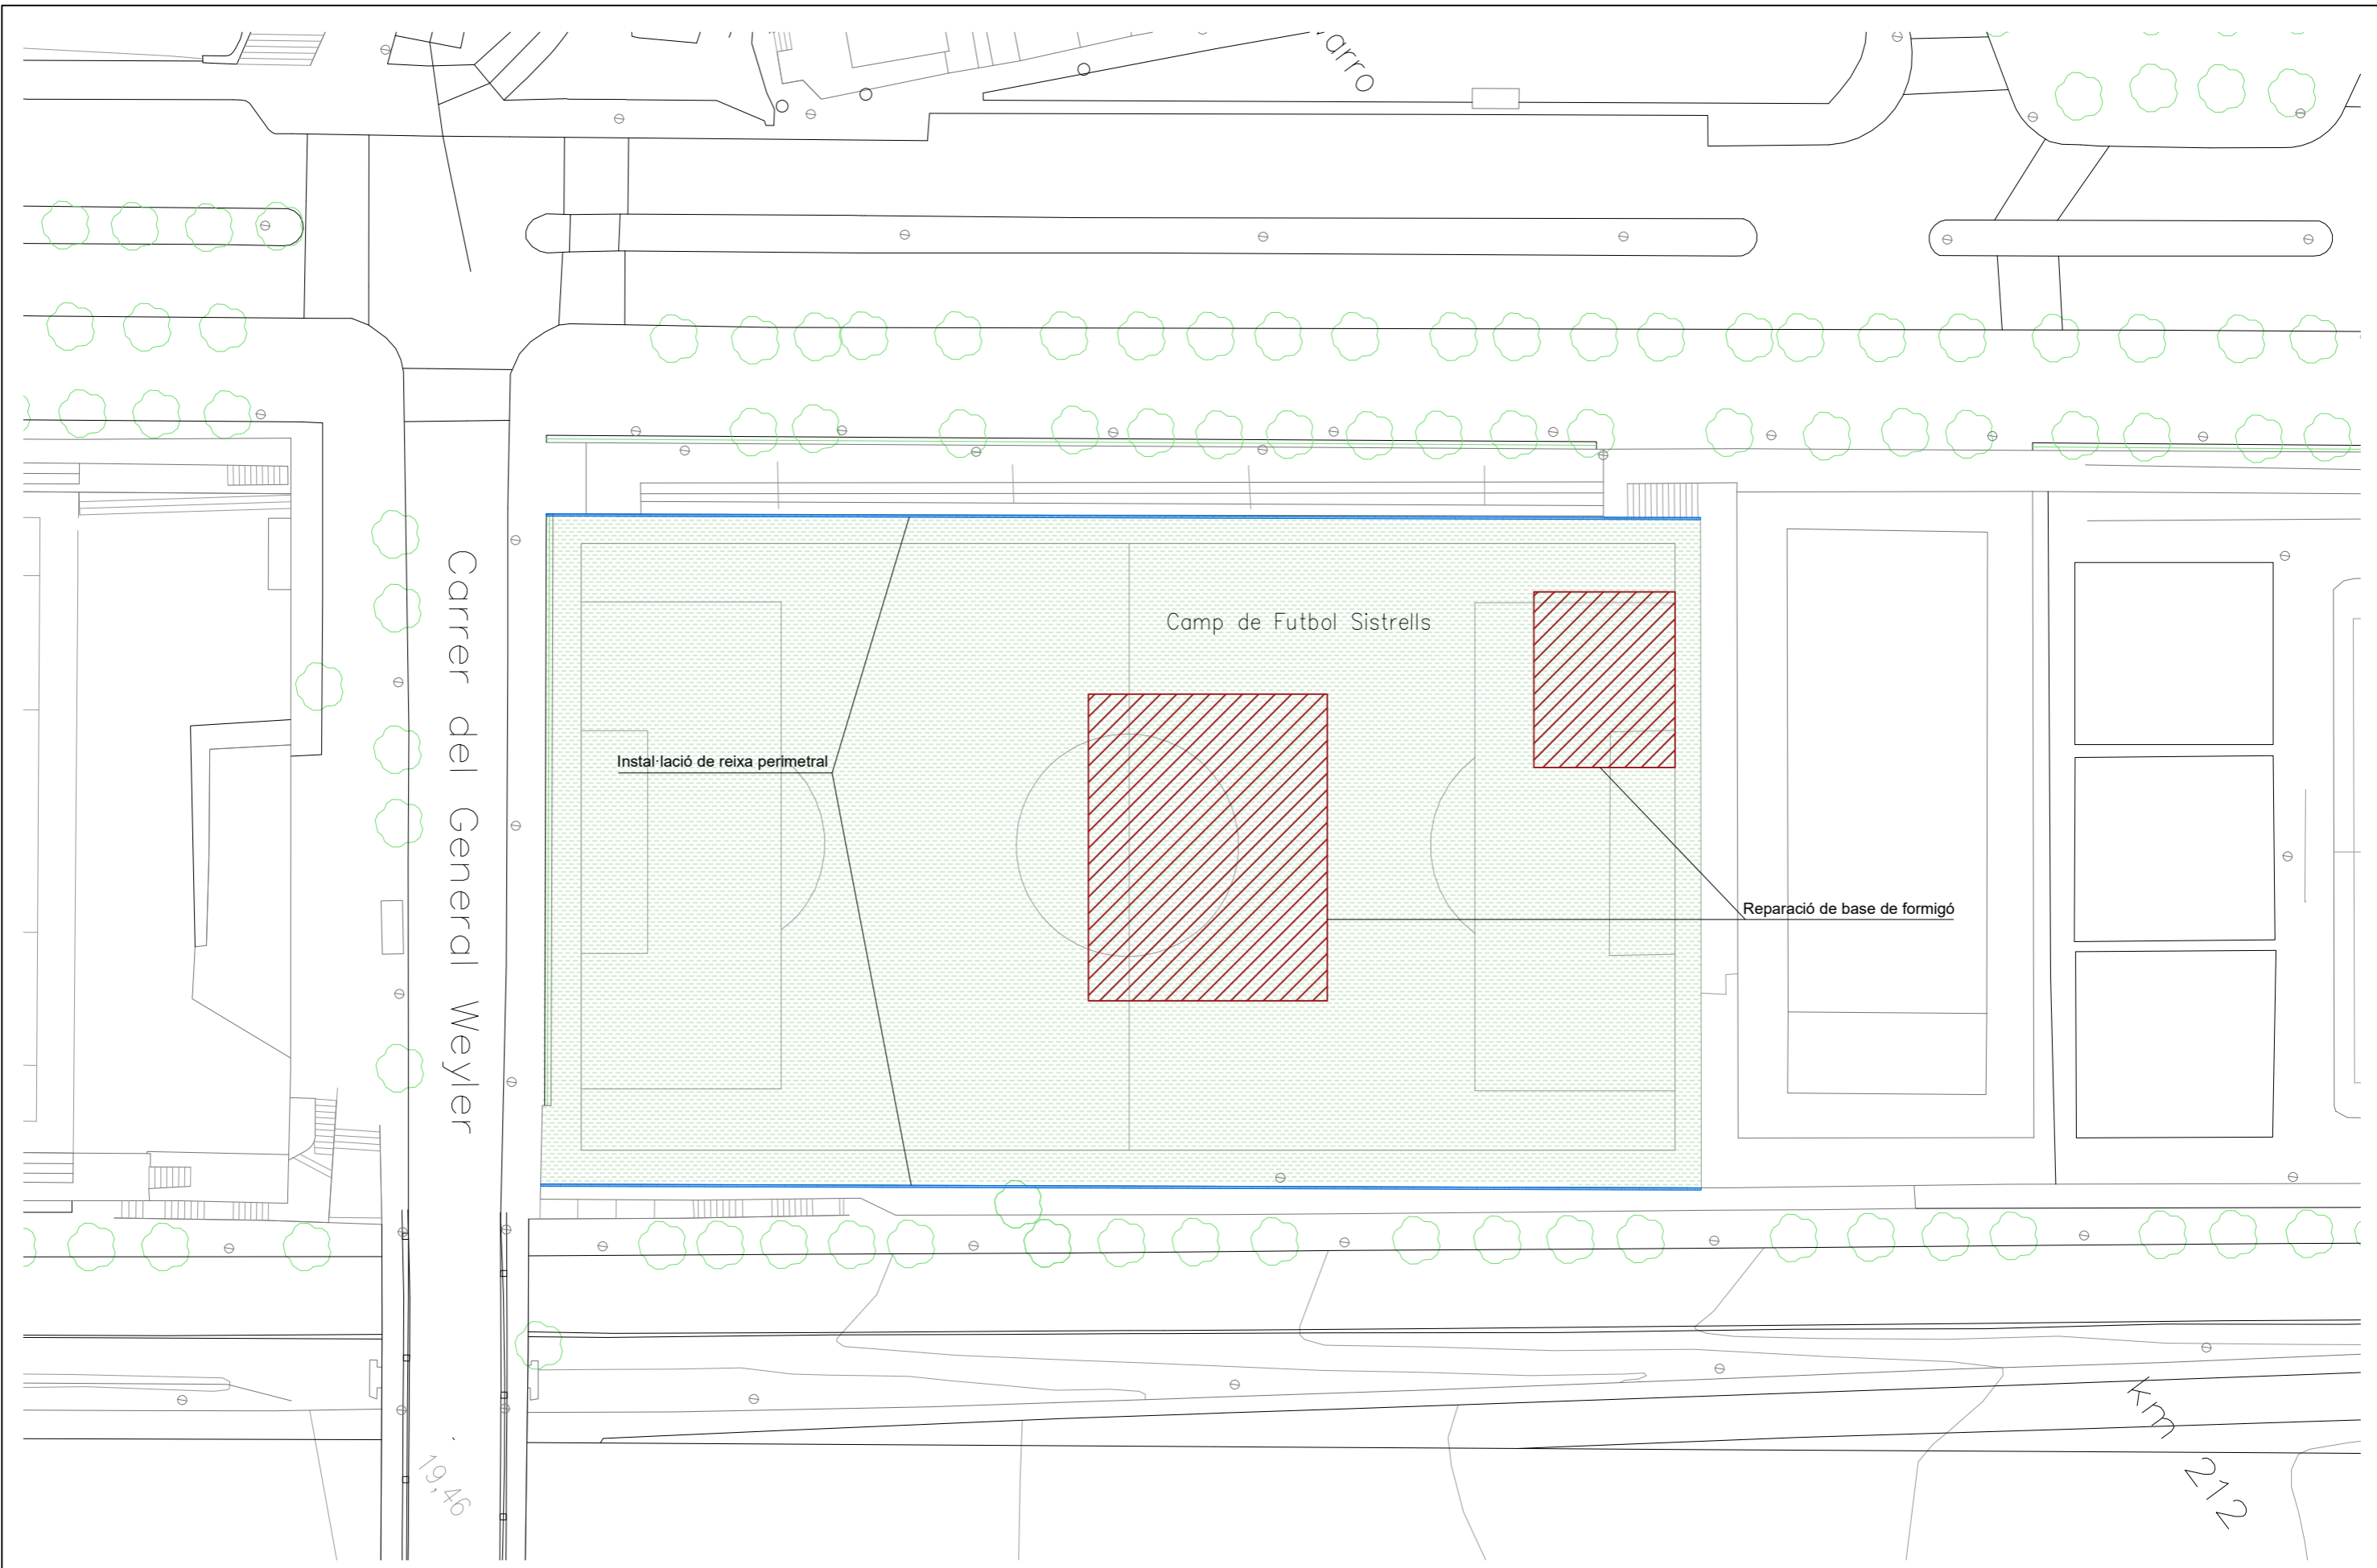 arro
Camp de Futbol Sistrells
Carrer del General Weyler
Instal·lació de reixa perimetral
Reparació de base de formigó
Km 212
19,46